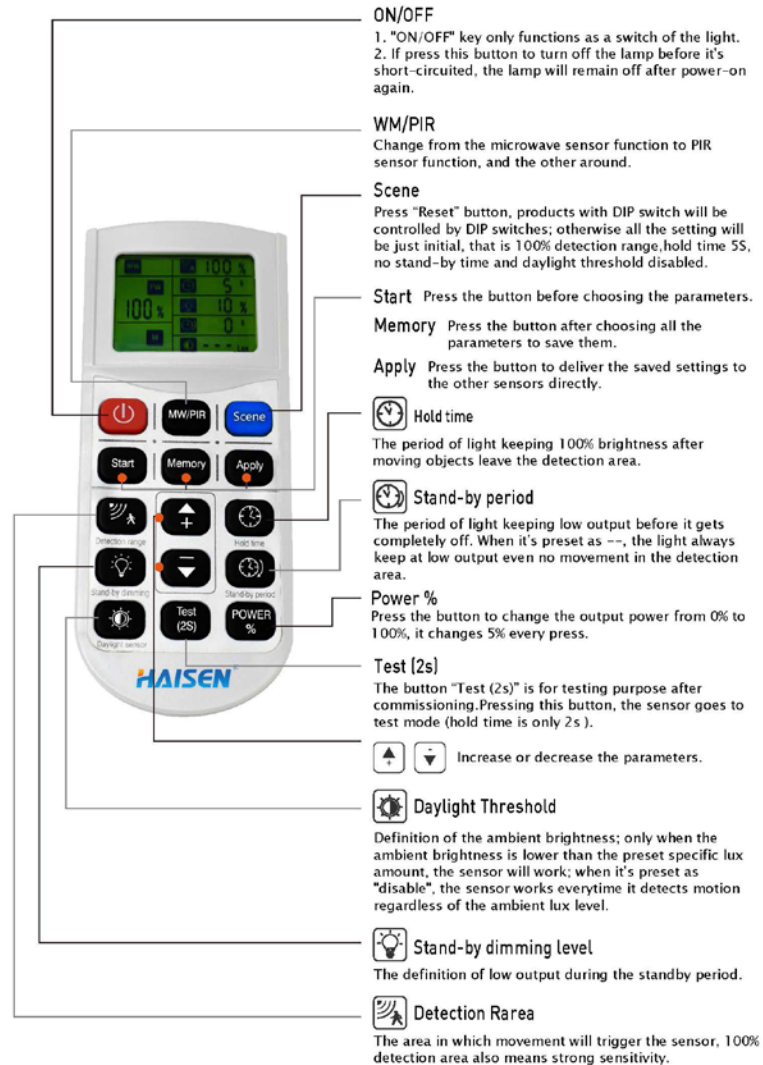 ON/OFF
1. "ON/OFF" key only functions as a switch of the light.
2. If press this button to turn off the lamp before it's
short-circuited, the lamp will remain off after power-on
again.
WM/PIR
Change from the microwave sensor function to PIR
sensor function, and the other around.
Scene
Press "Reset" button, products with DIP switch will be
controlled by DIP switches; otherwise all the setting will
be just initial, that is 100% detection range,hold time 5S,
no stand-by time and daylight threshold disabled.
Start Press the button before choosing the parameters.
Memory Press the button after choosing all the
parameters to save them.
Apply Press the button to deliver the saved settings to
the other sensors directly.
Hold time
The period of light keeping 100% brightness after
moving objects leave the detection area.
Stand-by period
The period of light keeping low output before it gets
completely off. When it's preset as --, the light always
keep at low output even no movement in the detection
area.
Power %
Press the button to change the output power from 0% to
100%, it changes 5% every press.
Test (2s)
The button "Test (2s)" is for testing purpose after
commissioning.Pressing this button, the sensor goes to
test mode (hold time is only 2s ).
Increase or decrease the parameters.
Daylight Threshold
Definition of the ambient brightness; only when the
ambient brightness is lower than the preset specific lux
amount, the sensor will work; when it's preset as
"disable", the sensor works everytime it detects motion
regardless of the ambient lux level.
Stand-by dimming level
The definition of low output during the standby period.
Detection Rarea
The area in which movement will trigger the sensor, 100%
detection area also means strong sensitivity.
100 %
5 s
100 % 10 %
0 s
- - - Lux
MW/PIR Scene
Start Memory Apply
Detection range Hold time
Stand-by dimming Stand-by period
Test
(2S)
POWER
%
Daylight sensor
HAISEN